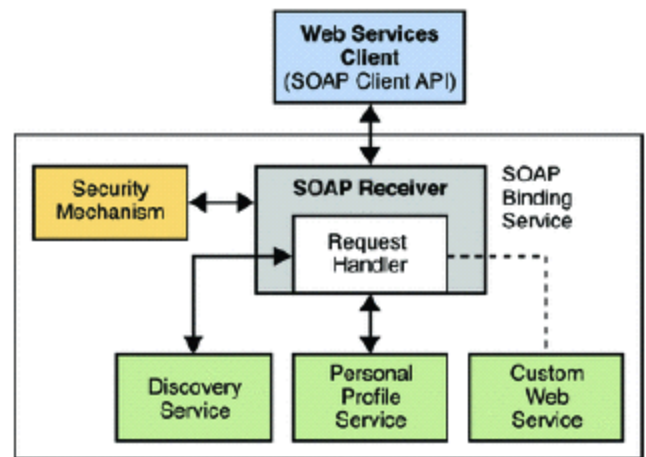 Web Services
Client
(SOAP Client API)
Security
Mechanism
SOAP Receiver
SOAP
Binding
Service
Request
Handler
Discovery
Service
Personal
Profile
Service
Custom
Web
Service